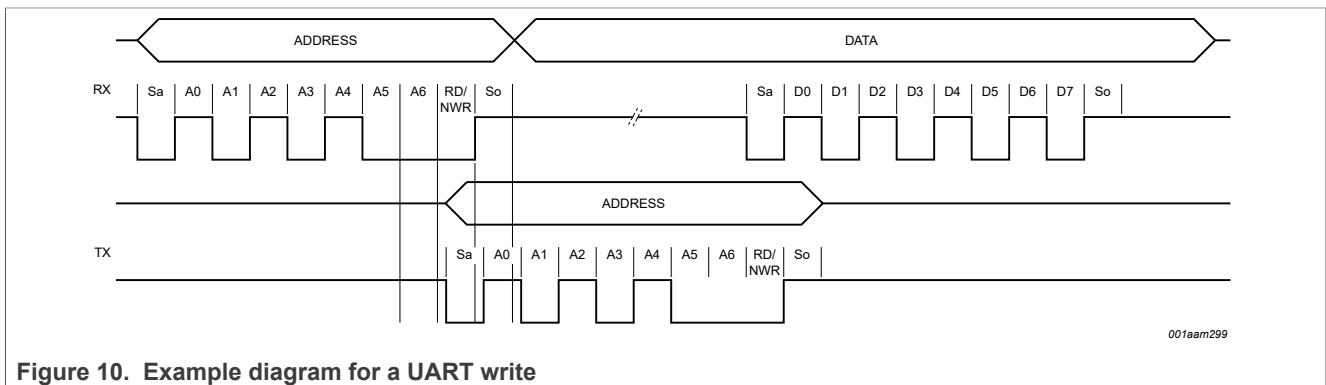 ADDRESS DATA
RX Sa A0 A1 A2 A3 A4 A5 A6 RD/ So Sa D0 D1 D2 D3 D4 D5 D6 D7 So
NWR
ADDRESS
TX Sa A0 A1 A2 A3 A4 A5 A6 RD/ So
NWR
001aam299
Figure 10. Example diagram for a UART write